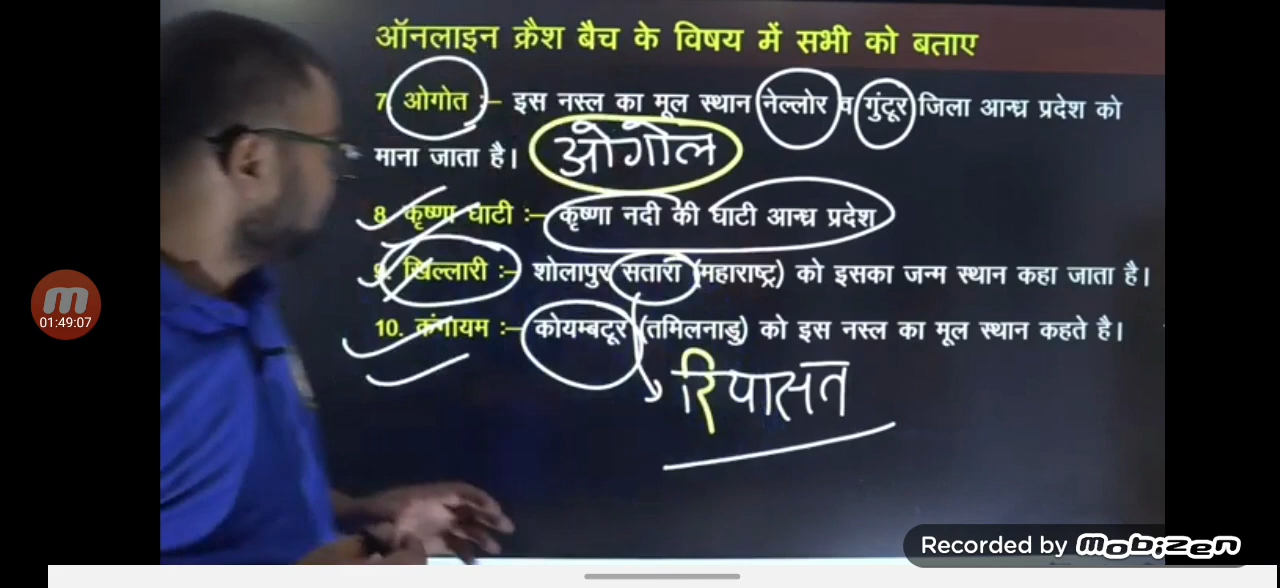 ऑनलाइन क्रैश बैच के विषय में सभी को बताए
7 ओगोत :– इस नस्ल का मूल स्थान नेल्लोर व गुंटूर जिला आन्ध्र प्रदेश को
माना जाता है। ओगोल
8. कृष्णा घाटी :– कृष्णा नदी की घाटी आन्ध्र प्रदेश
9. खिल्लारी :– शोलापुर सतारा (महाराष्ट्र) को इसका जन्म स्थान कहा जाता है।
10. कंगायम :– कोयम्बटूर (तमिलनाडु) को इस नस्ल का मूल स्थान कहते है।
रियासत
01:49:07
Recorded by mobizen